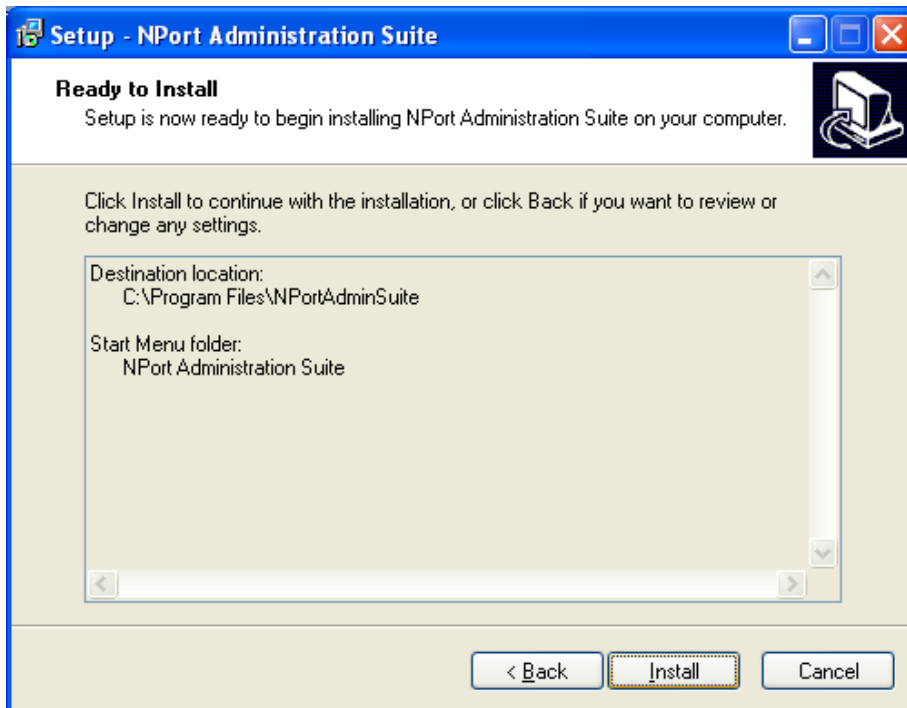 Setup - NPort Administration Suite
Ready to Install
Setup is now ready to begin installing NPort Administration Suite on your computer.
Click Install to continue with the installation, or click Back if you want to review or
change any settings.
Destination location:
C:\Program Files\NPortAdminSuite
Start Menu folder:
NPort Administration Suite
< Back
Install
Cancel